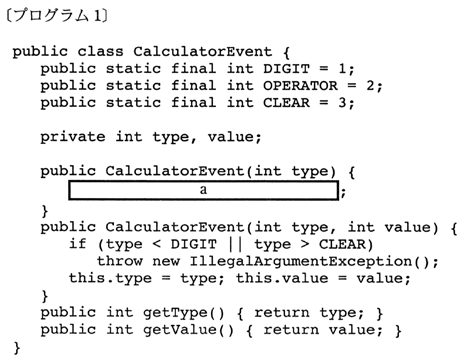 〔プログラム1〕
public class CalculatorEvent {
   public static final int DIGIT = 1;
   public static final int OPERATOR = 2;
   public static final int CLEAR = 3;

   private int type, value;

   public CalculatorEvent(int type) {
      a ;
   }
   public CalculatorEvent(int type, int value) {
      if (type < DIGIT || type > CLEAR)
         throw new IllegalArgumentException();
      this.type = type; this.value = value;
   }
   public int getType() { return type; }
   public int getValue() { return value; }
}